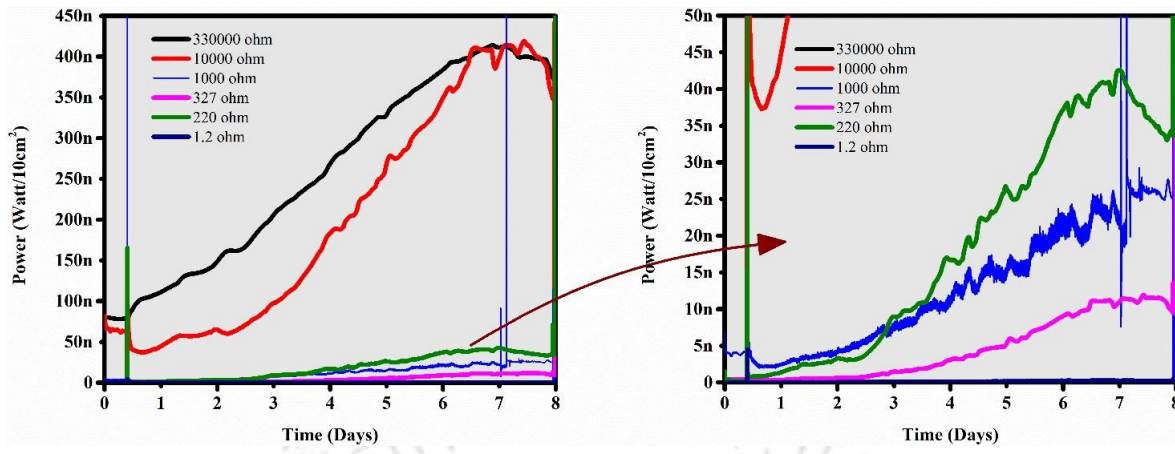 450n
400n
350n
300n
250n
200n
150n
100n
50n
0
Power (Watt/10cm²)
330000 ohm
10000 ohm
1000 ohm
327 ohm
220 ohm
1.2 ohm
0 1 2 3 4 5 6 7 8
Time (Days)
50n
45n
40n
35n
30n
25n
20n
15n
10n
5n
0
Power (Watt/10cm²)
330000 ohm
10000 ohm
1000 ohm
327 ohm
220 ohm
1.2 ohm
0 1 2 3 4 5 6 7 8
Time (Days)